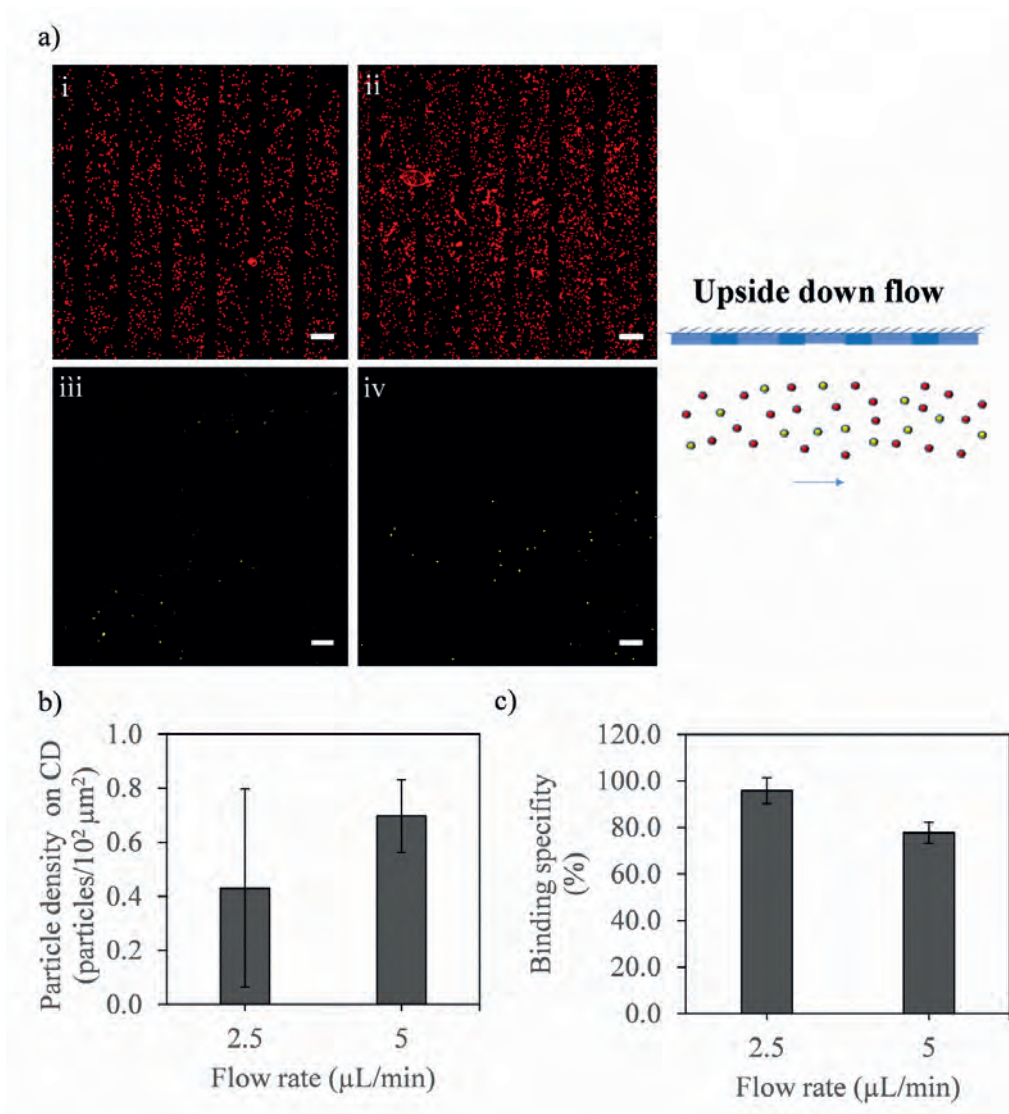 a)
i
ii
Upside down flow
iii
iv
b)
Particle density on CD
(particles/10² µm²)
1.0
0.8
0.6
0.4
0.2
0.0
2.5
5
Flow rate (µL/min)
c)
Binding specifity
(%)
120.0
100.0
80.0
60.0
40.0
20.0
0.0
2.5
5
Flow rate (µL/min)